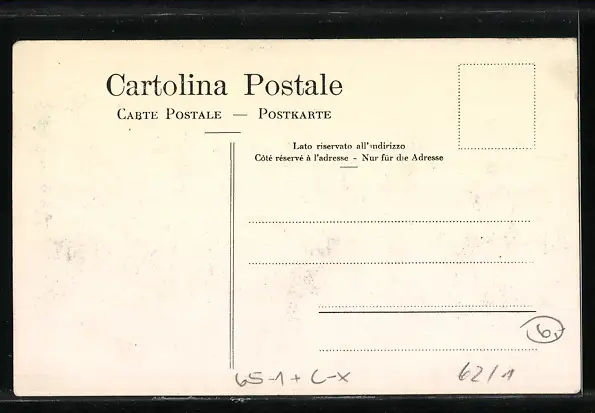 Cartolina Postale
CARTE POSTALE — POSTKARTE
Lato riservato all'indirizzo
Côté réservé à l'adresse - Nur für die Adresse
6,
65-1+C-X
62/1